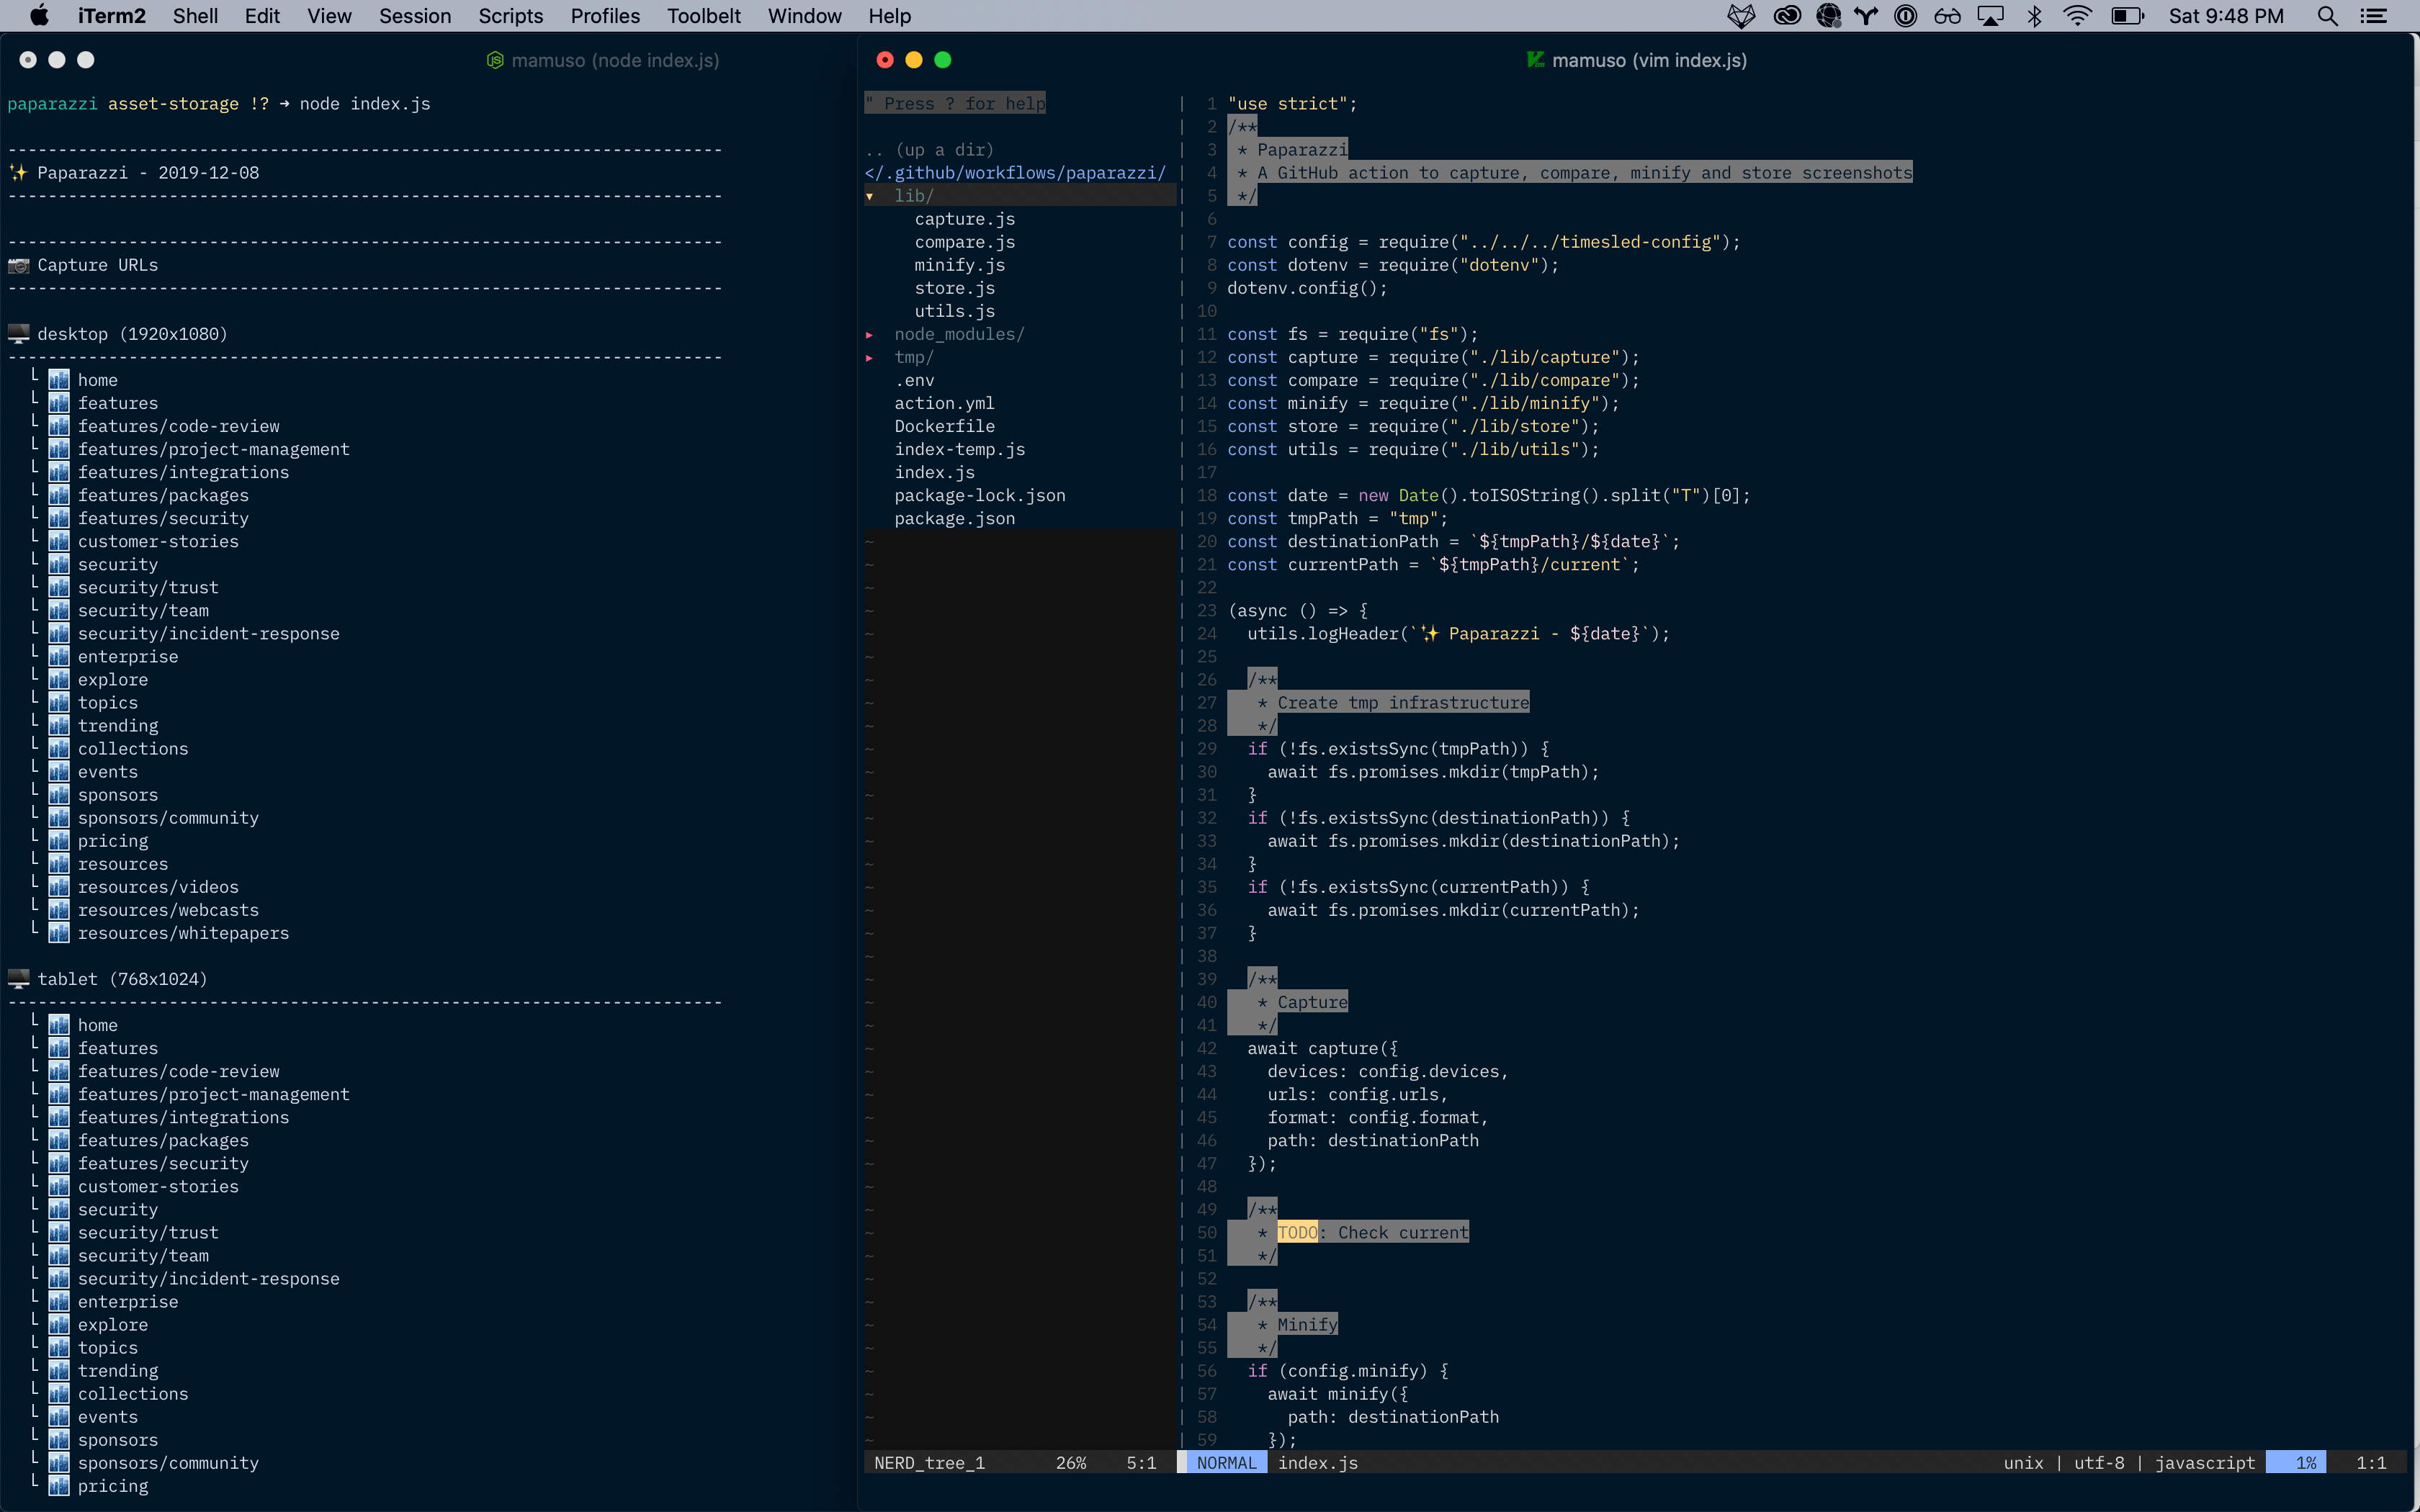 iTerm2 Shell Edit View Session Scripts Profiles Toolbelt Window Help Sat 9:48 PM
mamuso (node index.js)
paparazzi asset-storage !? ➜ node index.js
-----------------------------------------------------------------------
✨ Paparazzi - 2019-12-08
-----------------------------------------------------------------------
-----------------------------------------------------------------------
📷 Capture URLs
-----------------------------------------------------------------------
🖥 desktop (1920x1080)
-----------------------------------------------------------------------
└ home
└ features
└ features/code-review
└ features/project-management
└ features/integrations
└ features/packages
└ features/security
└ customer-stories
└ security
└ security/trust
└ security/team
└ security/incident-response
└ enterprise
└ explore
└ topics
└ trending
└ collections
└ events
└ sponsors
└ sponsors/community
└ pricing
└ resources
└ resources/videos
└ resources/webcasts
└ resources/whitepapers
🖥 tablet (768x1024)
-----------------------------------------------------------------------
└ home
└ features
└ features/code-review
└ features/project-management
└ features/integrations
└ features/packages
└ features/security
└ customer-stories
└ security
└ security/trust
└ security/team
└ security/incident-response
└ enterprise
└ explore
└ topics
└ trending
└ collections
└ events
└ sponsors
└ sponsors/community
└ pricing
mamuso (vim index.js)
" Press ? for help
.. (up a dir)
</.github/workflows/paparazzi/
▾ lib/
capture.js
compare.js
minify.js
store.js
utils.js
▸ node_modules/
▸ tmp/
.env
action.yml
Dockerfile
index-temp.js
index.js
package-lock.json
package.json
1 "use strict";
2 /**
3 * Paparazzi
4 * A GitHub action to capture, compare, minify and store screenshots
5 */
6
7 const config = require("../../../timesled-config");
8 const dotenv = require("dotenv");
9 dotenv.config();
10
11 const fs = require("fs");
12 const capture = require("./lib/capture");
13 const compare = require("./lib/compare");
14 const minify = require("./lib/minify");
15 const store = require("./lib/store");
16 const utils = require("./lib/utils");
17
18 const date = new Date().toISOString().split("T")[0];
19 const tmpPath = "tmp";
20 const destinationPath = `${tmpPath}/${date}`;
21 const currentPath = `${tmpPath}/current`;
22
23 (async () => {
24 utils.logHeader(`✨ Paparazzi - ${date}`);
25
26 /**
27 * Create tmp infrastructure
28 */
29 if (!fs.existsSync(tmpPath)) {
30 await fs.promises.mkdir(tmpPath);
31 }
32 if (!fs.existsSync(destinationPath)) {
33 await fs.promises.mkdir(destinationPath);
34 }
35 if (!fs.existsSync(currentPath)) {
36 await fs.promises.mkdir(currentPath);
37 }
38
39 /**
40 * Capture
41 */
42 await capture({
43 devices: config.devices,
44 urls: config.urls,
45 format: config.format,
46 path: destinationPath
47 });
48
49 /**
50 * TODO: Check current
51 */
52
53 /**
54 * Minify
55 */
56 if (config.minify) {
57 await minify({
58 path: destinationPath
59 });
NERD_tree_1 26% 5:1 NORMAL index.js unix | utf-8 | javascript 1% 1:1